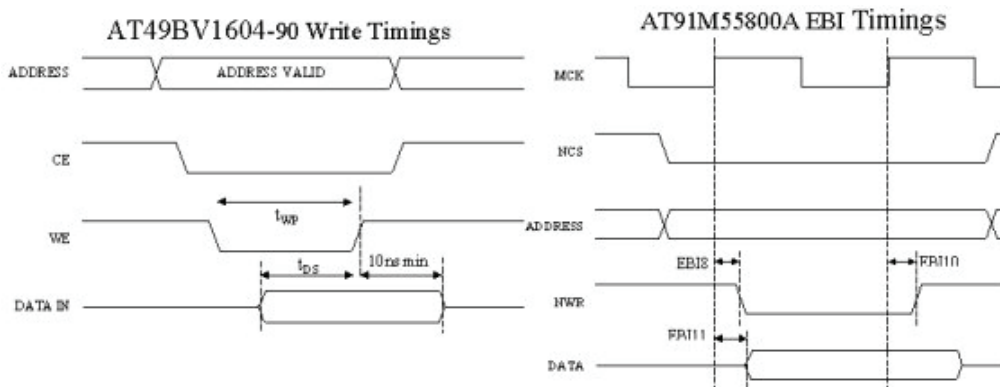 AT49BV1604-90 Write Timings
ADDRESS
ADDRESS VALID
CE
tWP
WE
tDS
10ns min
DATA IN
AT91M55800A EBI Timings
MCK
NCS
ADDRESS
EBI8
EBI10
NWR
EBI11
DATA